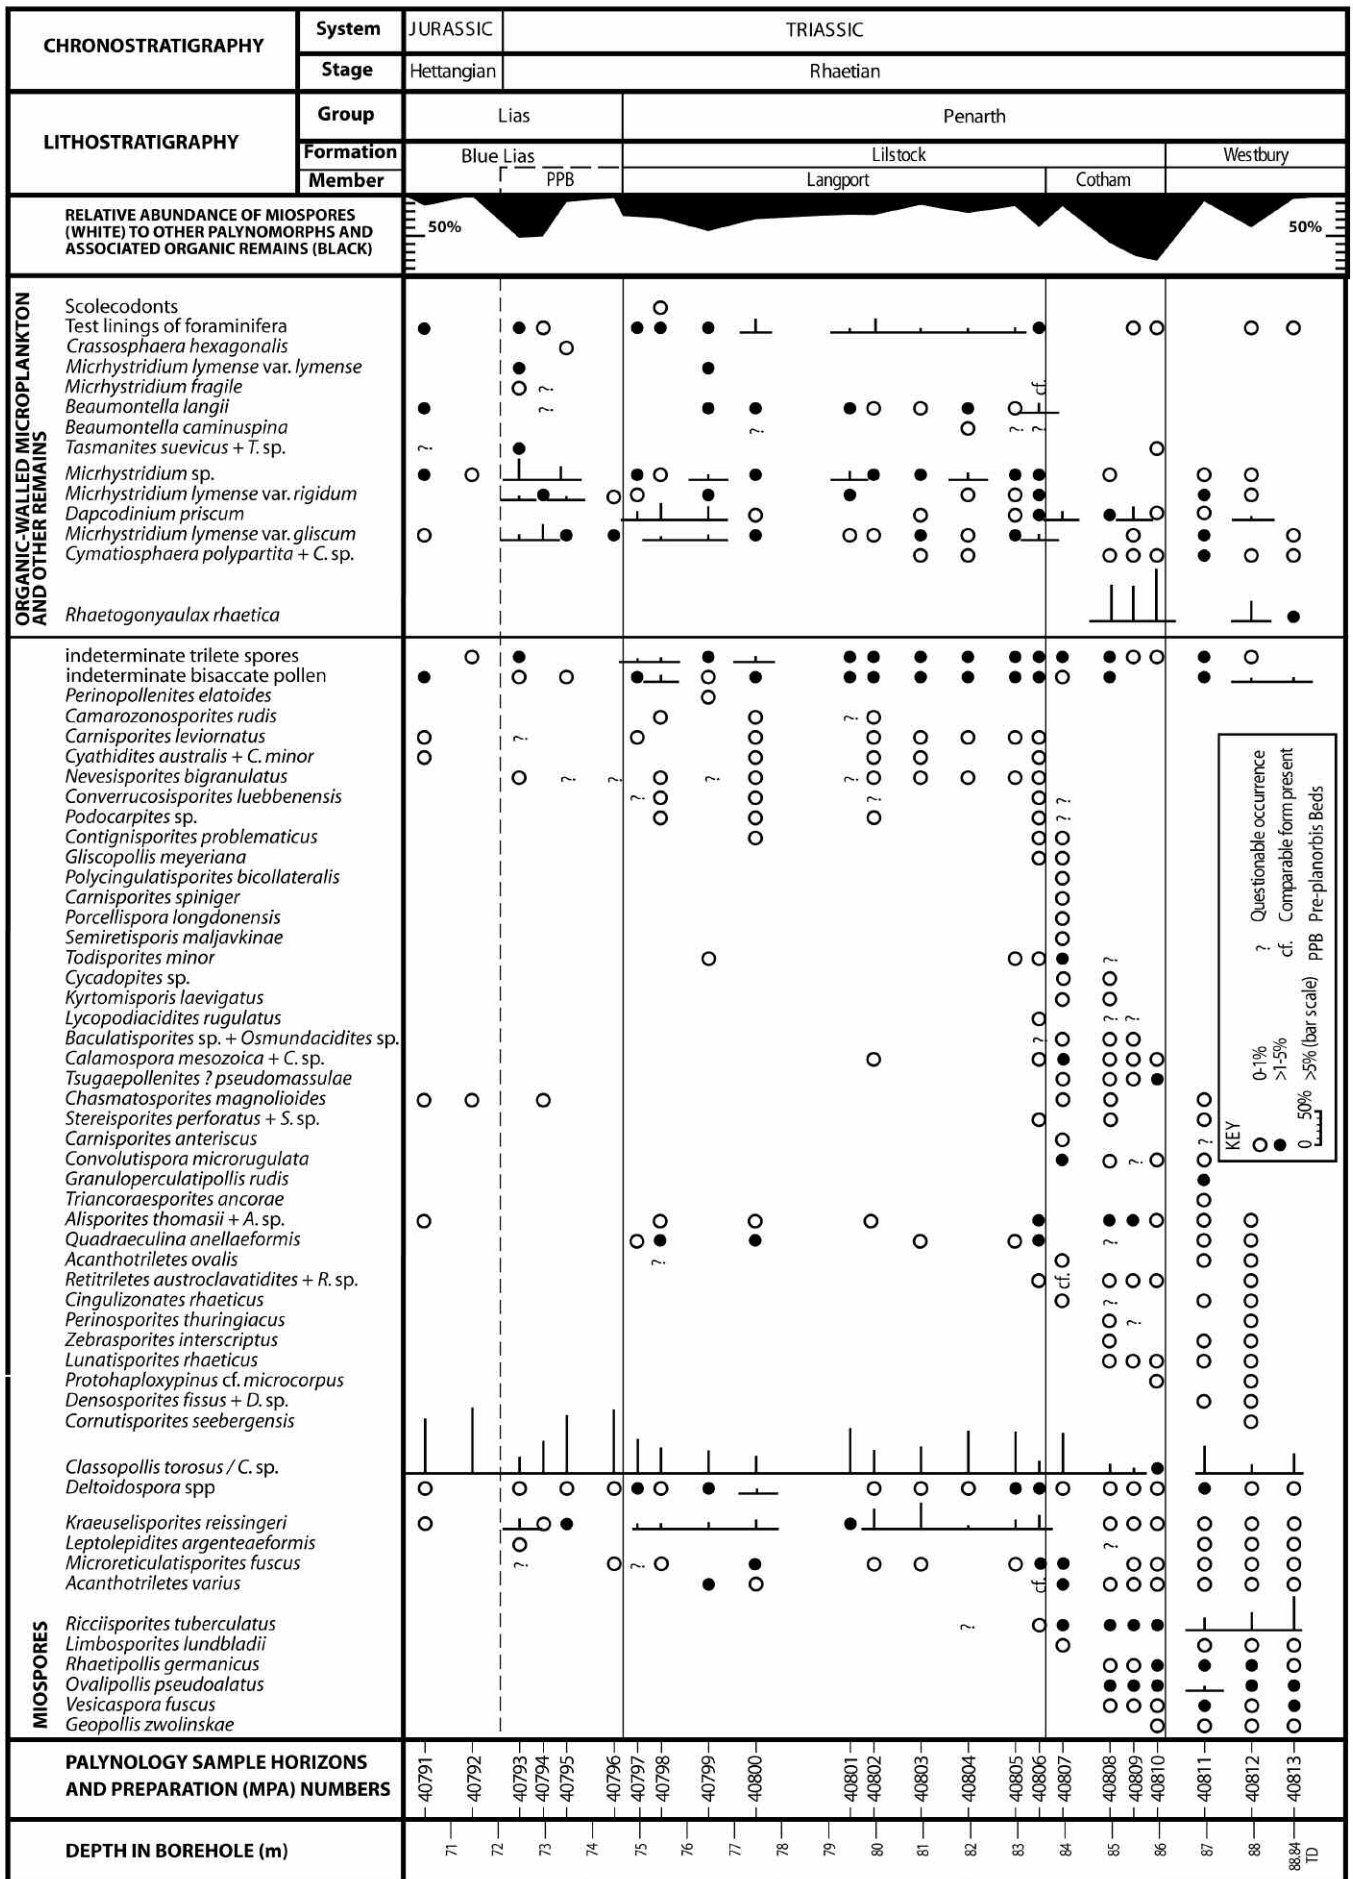 CHRONOSTRATIGRAPHY
System
JURASSIC
TRIASSIC
Stage
Hettangian
Rhaetian
LITHOSTRATIGRAPHY
Group
Lias
Penarth
Formation
Blue Lias
Lilstock
Westbury
Member
PPB
Langport
Cotham
RELATIVE ABUNDANCE OF MIOSPORES
(WHITE) TO OTHER PALYNOMORPHS AND
ASSOCIATED ORGANIC REMAINS (BLACK)
50%
50%
ORGANIC-WALLED MICROPLANKTON
AND OTHER REMAINS
Scolecodonts
Test linings of foraminifera
Crassosphaera hexagonalis
Micrhystridium lymense var. lymense
Micrhystridium fragile ? cf.
Beaumontella langii ?
Beaumontella caminuspina ? ? ?
Tasmanites suevicus + T. sp. ?
Micrhystridium sp.
Micrhystridium lymense var. rigidum
Dapcodinium priscum
Micrhystridium lymense var. gliscum
Cymatiosphaera polypartita + C. sp.
Rhaetogonyaulax rhaetica
MIOSPORES
indeterminate trilete spores
indeterminate bisaccate pollen
Perinopollenites elatoides
Camarozonosporites rudis ?
Carnisporites leviornatus ?
Cyathidites australis + C. minor
Nevesisporites bigranulatus ? ? ? ?
Converrucosisporites luebbenensis ? ? ?
Podocarpites sp. ?
Contignisporites problematicus
Gliscopollis meyeriana
Polycingulatisporites bicollateralis
Carnisporites spiniger
Porcellispora longdonensis
Semiretisporis maljavkinae
Todisporites minor ?
Cycadopites sp.
Kyrtomisporis laevigatus
Lycopodiacidites rugulatus ? ?
Baculatisporites sp. + Osmundacidites sp. ?
Calamospora mesozoica + C. sp.
Tsugaepollenites ? pseudomassulae
Chasmatosporites magnolioides
Stereisporites perforatus + S. sp.
Carnisporites anteriscus ?
Convolutispora microrugulata ?
Granuloperculatipollis rudis
Triancoraesporites ancorae
Alisporites thomasii + A. sp.
Quadraeculina anellaeformis ?
Acanthotriletes ovalis ?
Retitriletes austroclavatidites + R. sp. cf.
Cingulizonates rhaeticus ?
Perinosporites thuringiacus ?
Zebrasporites interscriptus
Lunatisporites rhaeticus
Protohaploxypinus cf. microcorpus
Densosporites fissus + D. sp.
Cornutisporites seebergensis
Classopollis torosus / C. sp.
Deltoidospora spp
Kraeuselisporites reissingeri
Leptolepidites argenteaeformis ?
Microreticulatisporites fuscus ? ?
Acanthotriletes varius cf.
Ricciisporites tuberculatus ?
Limbosporites lundbladii
Rhaetipollis germanicus
Ovalipollis pseudoalatus
Vesicaspora fuscus
Geopollis zwolinskae
KEY
0-1%
>1-5%
0 50% >5% (bar scale)
? Questionable occurrence
cf. Comparable form present
PPB Pre-planorbis Beds
PALYNOLOGY SAMPLE HORIZONS
AND PREPARATION (MPA) NUMBERS
40791 40792 40793 40794 40795 40796 40797 40798 40799 40800 40801 40802 40803 40804 40805 40806 40807 40808 40809 40810 40811 40812 40813
DEPTH IN BOREHOLE (m)
71 72 73 74 75 76 77 78 79 80 81 82 83 84 85 86 87 88 88.84
TD